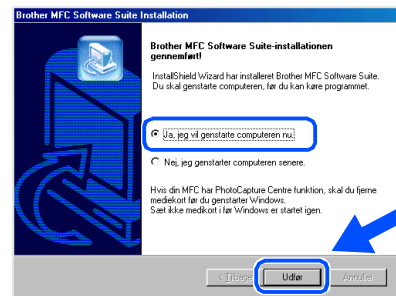 Brother MFC Software Suite Installation
Brother MFC Software Suite-installationen
gennemført!
InstallShield Wizard har installeret Brother MFC Software Suite.
Du skal genstarte computeren, før du kan køre programmet.
Ja, jeg vil genstarte computeren nu.
Nej, jeg genstarter computeren senere.
Hvis din MFC har PhotoCapture Centre funktion, skal du fjerne
mediekort før du genstarter Windows.
Sæt ikke medikort i før Windows er startet igen.
< Tilbage
Udfør
Annuller